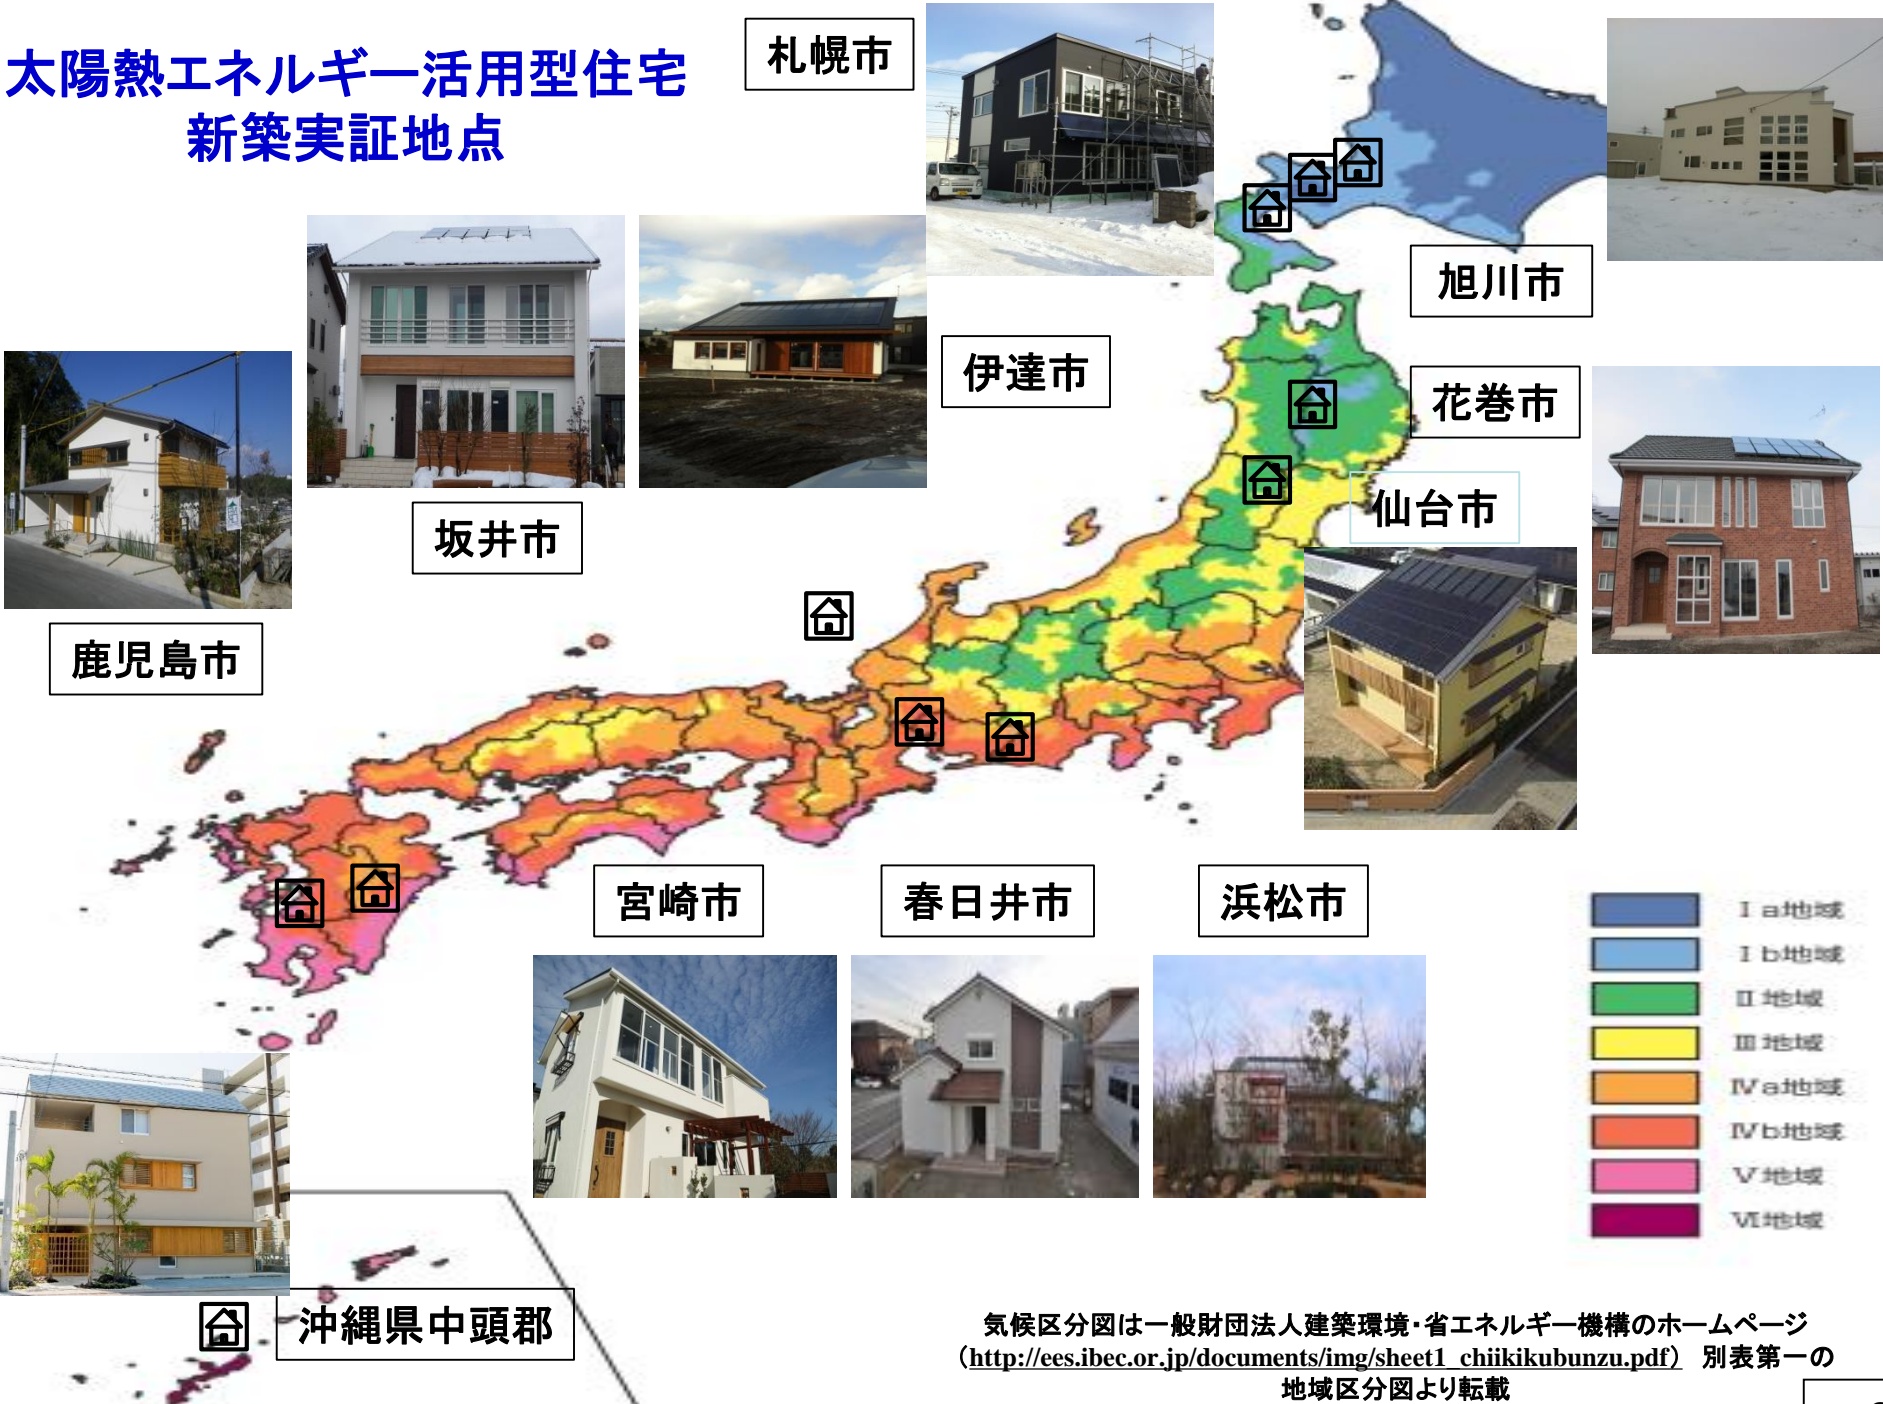 太陽熱エネルギー活用型住宅
新築実証地点
札幌市
旭川市
伊達市
花巻市
仙台市
坂井市
鹿児島市
宮崎市
春日井市
浜松市
沖縄県中頭郡
Ⅰa地域
Ⅰb地域
Ⅱ地域
Ⅲ地域
Ⅳa地域
Ⅳb地域
Ⅴ地域
Ⅵ地域
気候区分図は一般財団法人建築環境・省エネルギー機構のホームページ
（http://ees.ibec.or.jp/documents/img/sheet1_chiikikubunzu.pdf） 別表第一の
地域区分図より転載